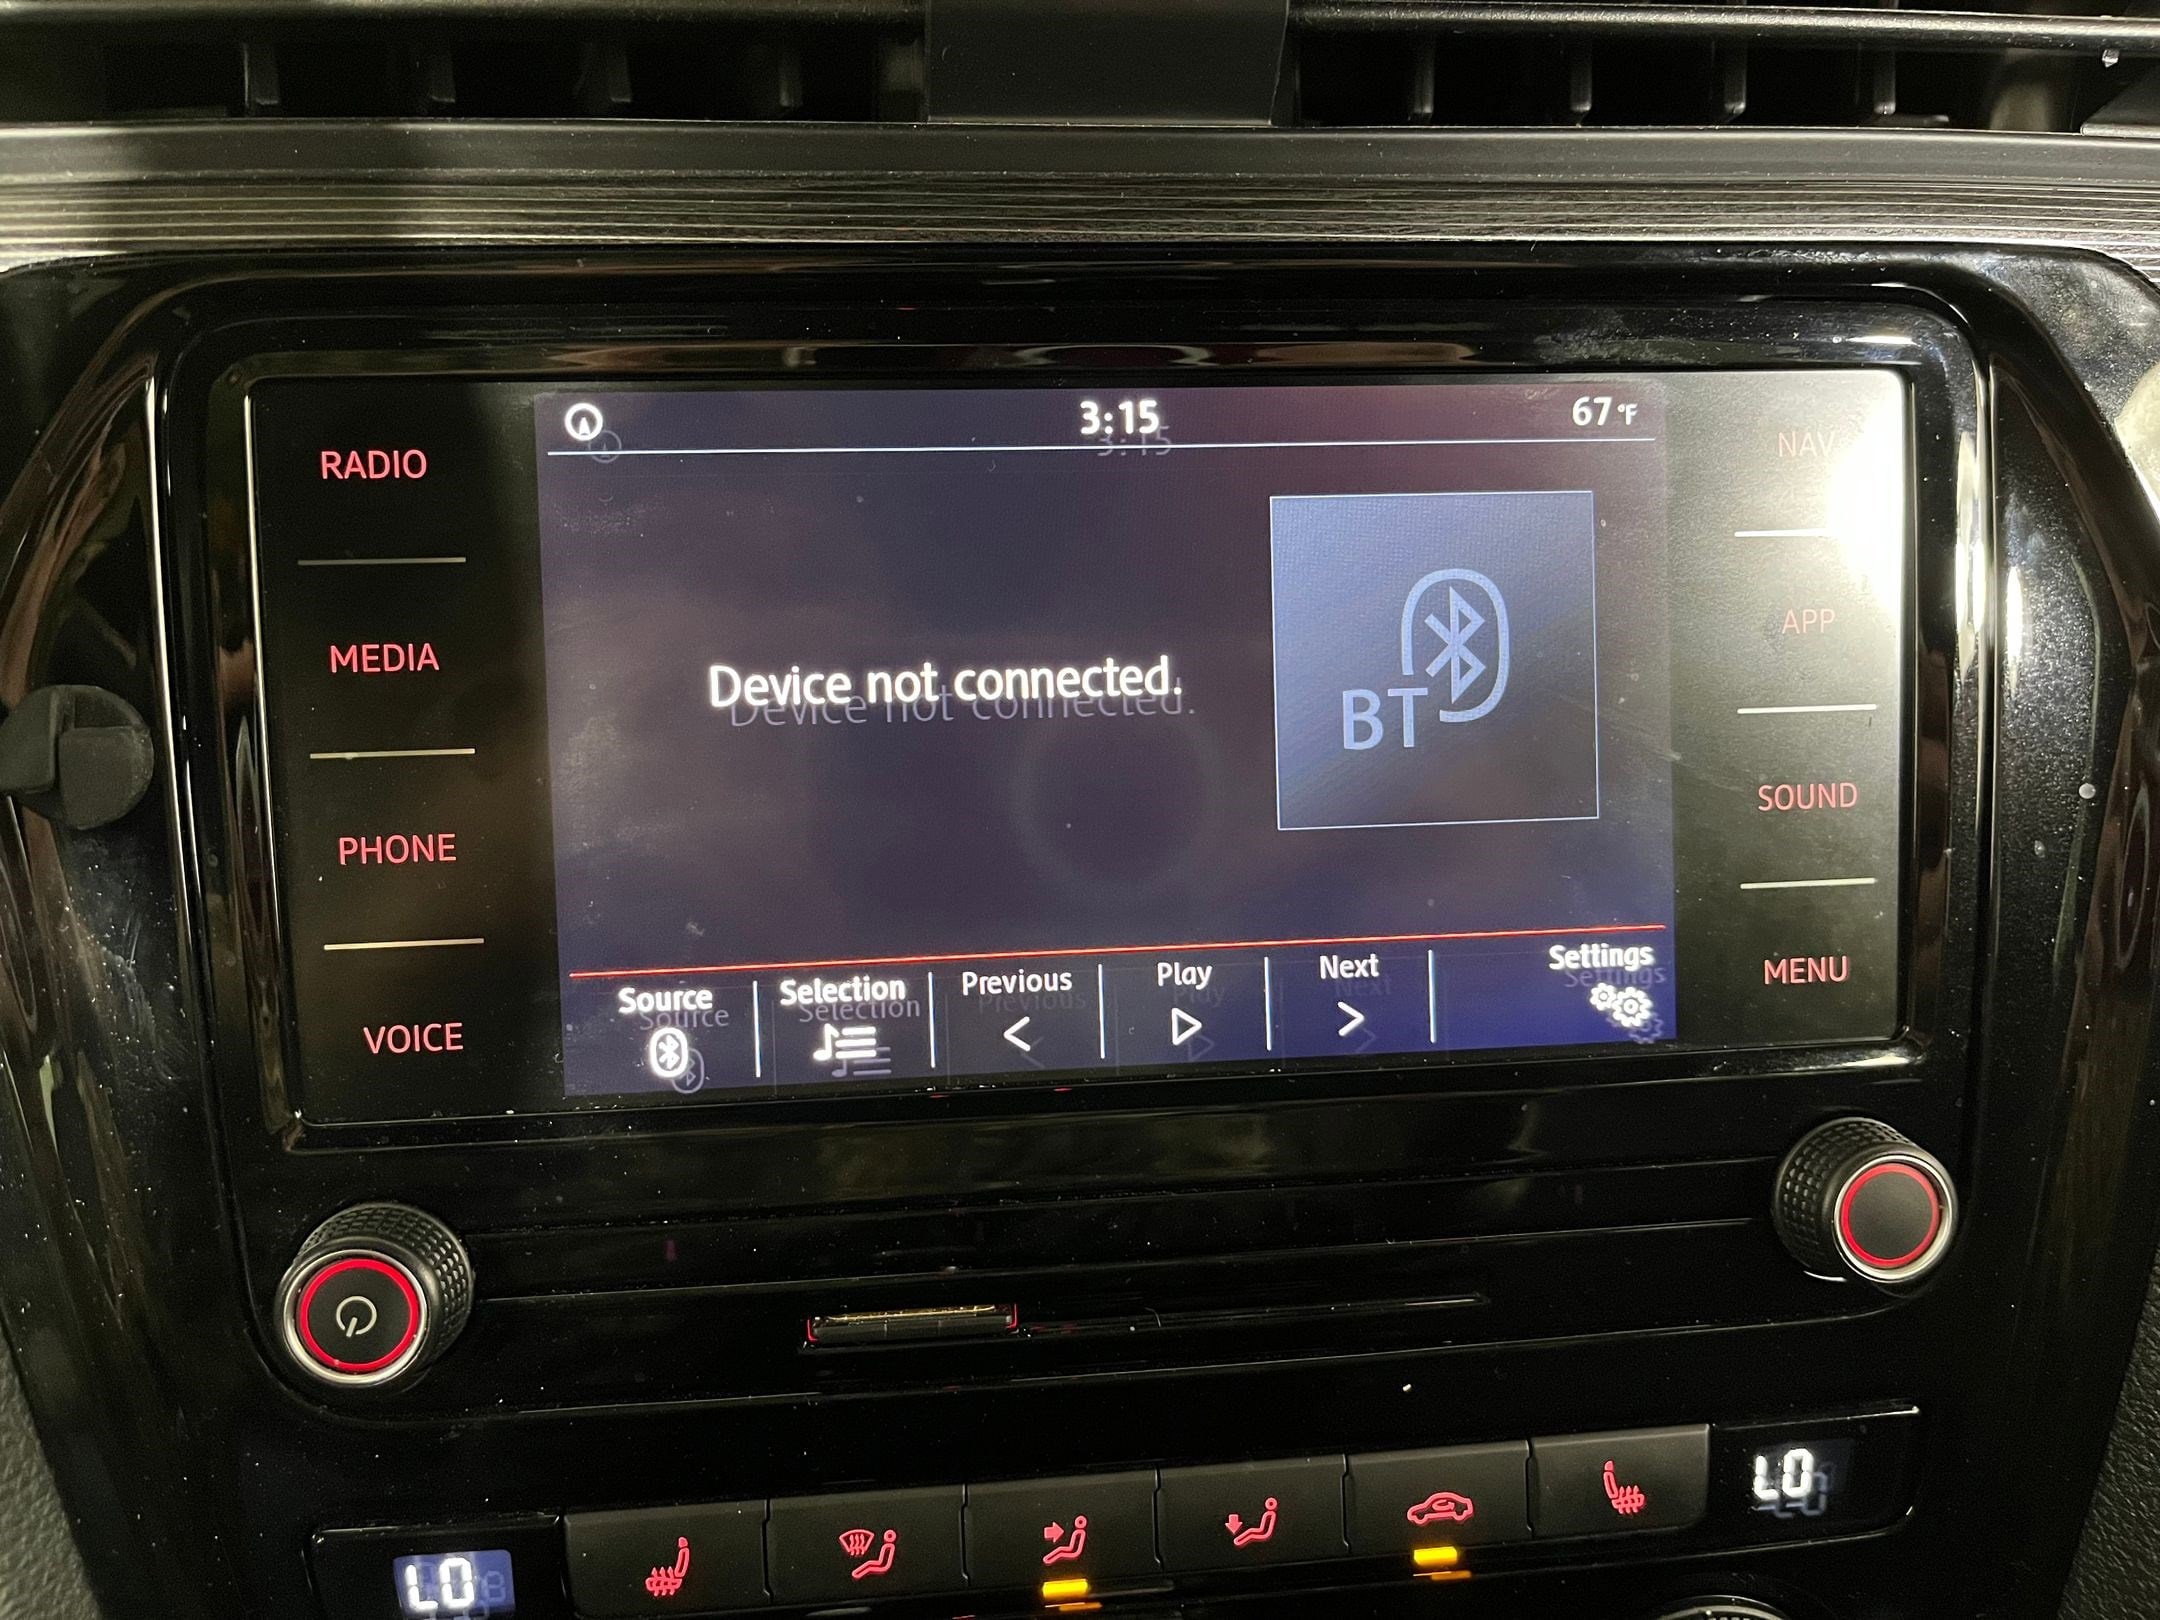 3:15
67°F
RADIO
NAV
MEDIA
APP
Device not connected.
BT
PHONE
SOUND
VOICE
MENU
Source
Selection
Previous
Play
Next
Settings
LO
LO